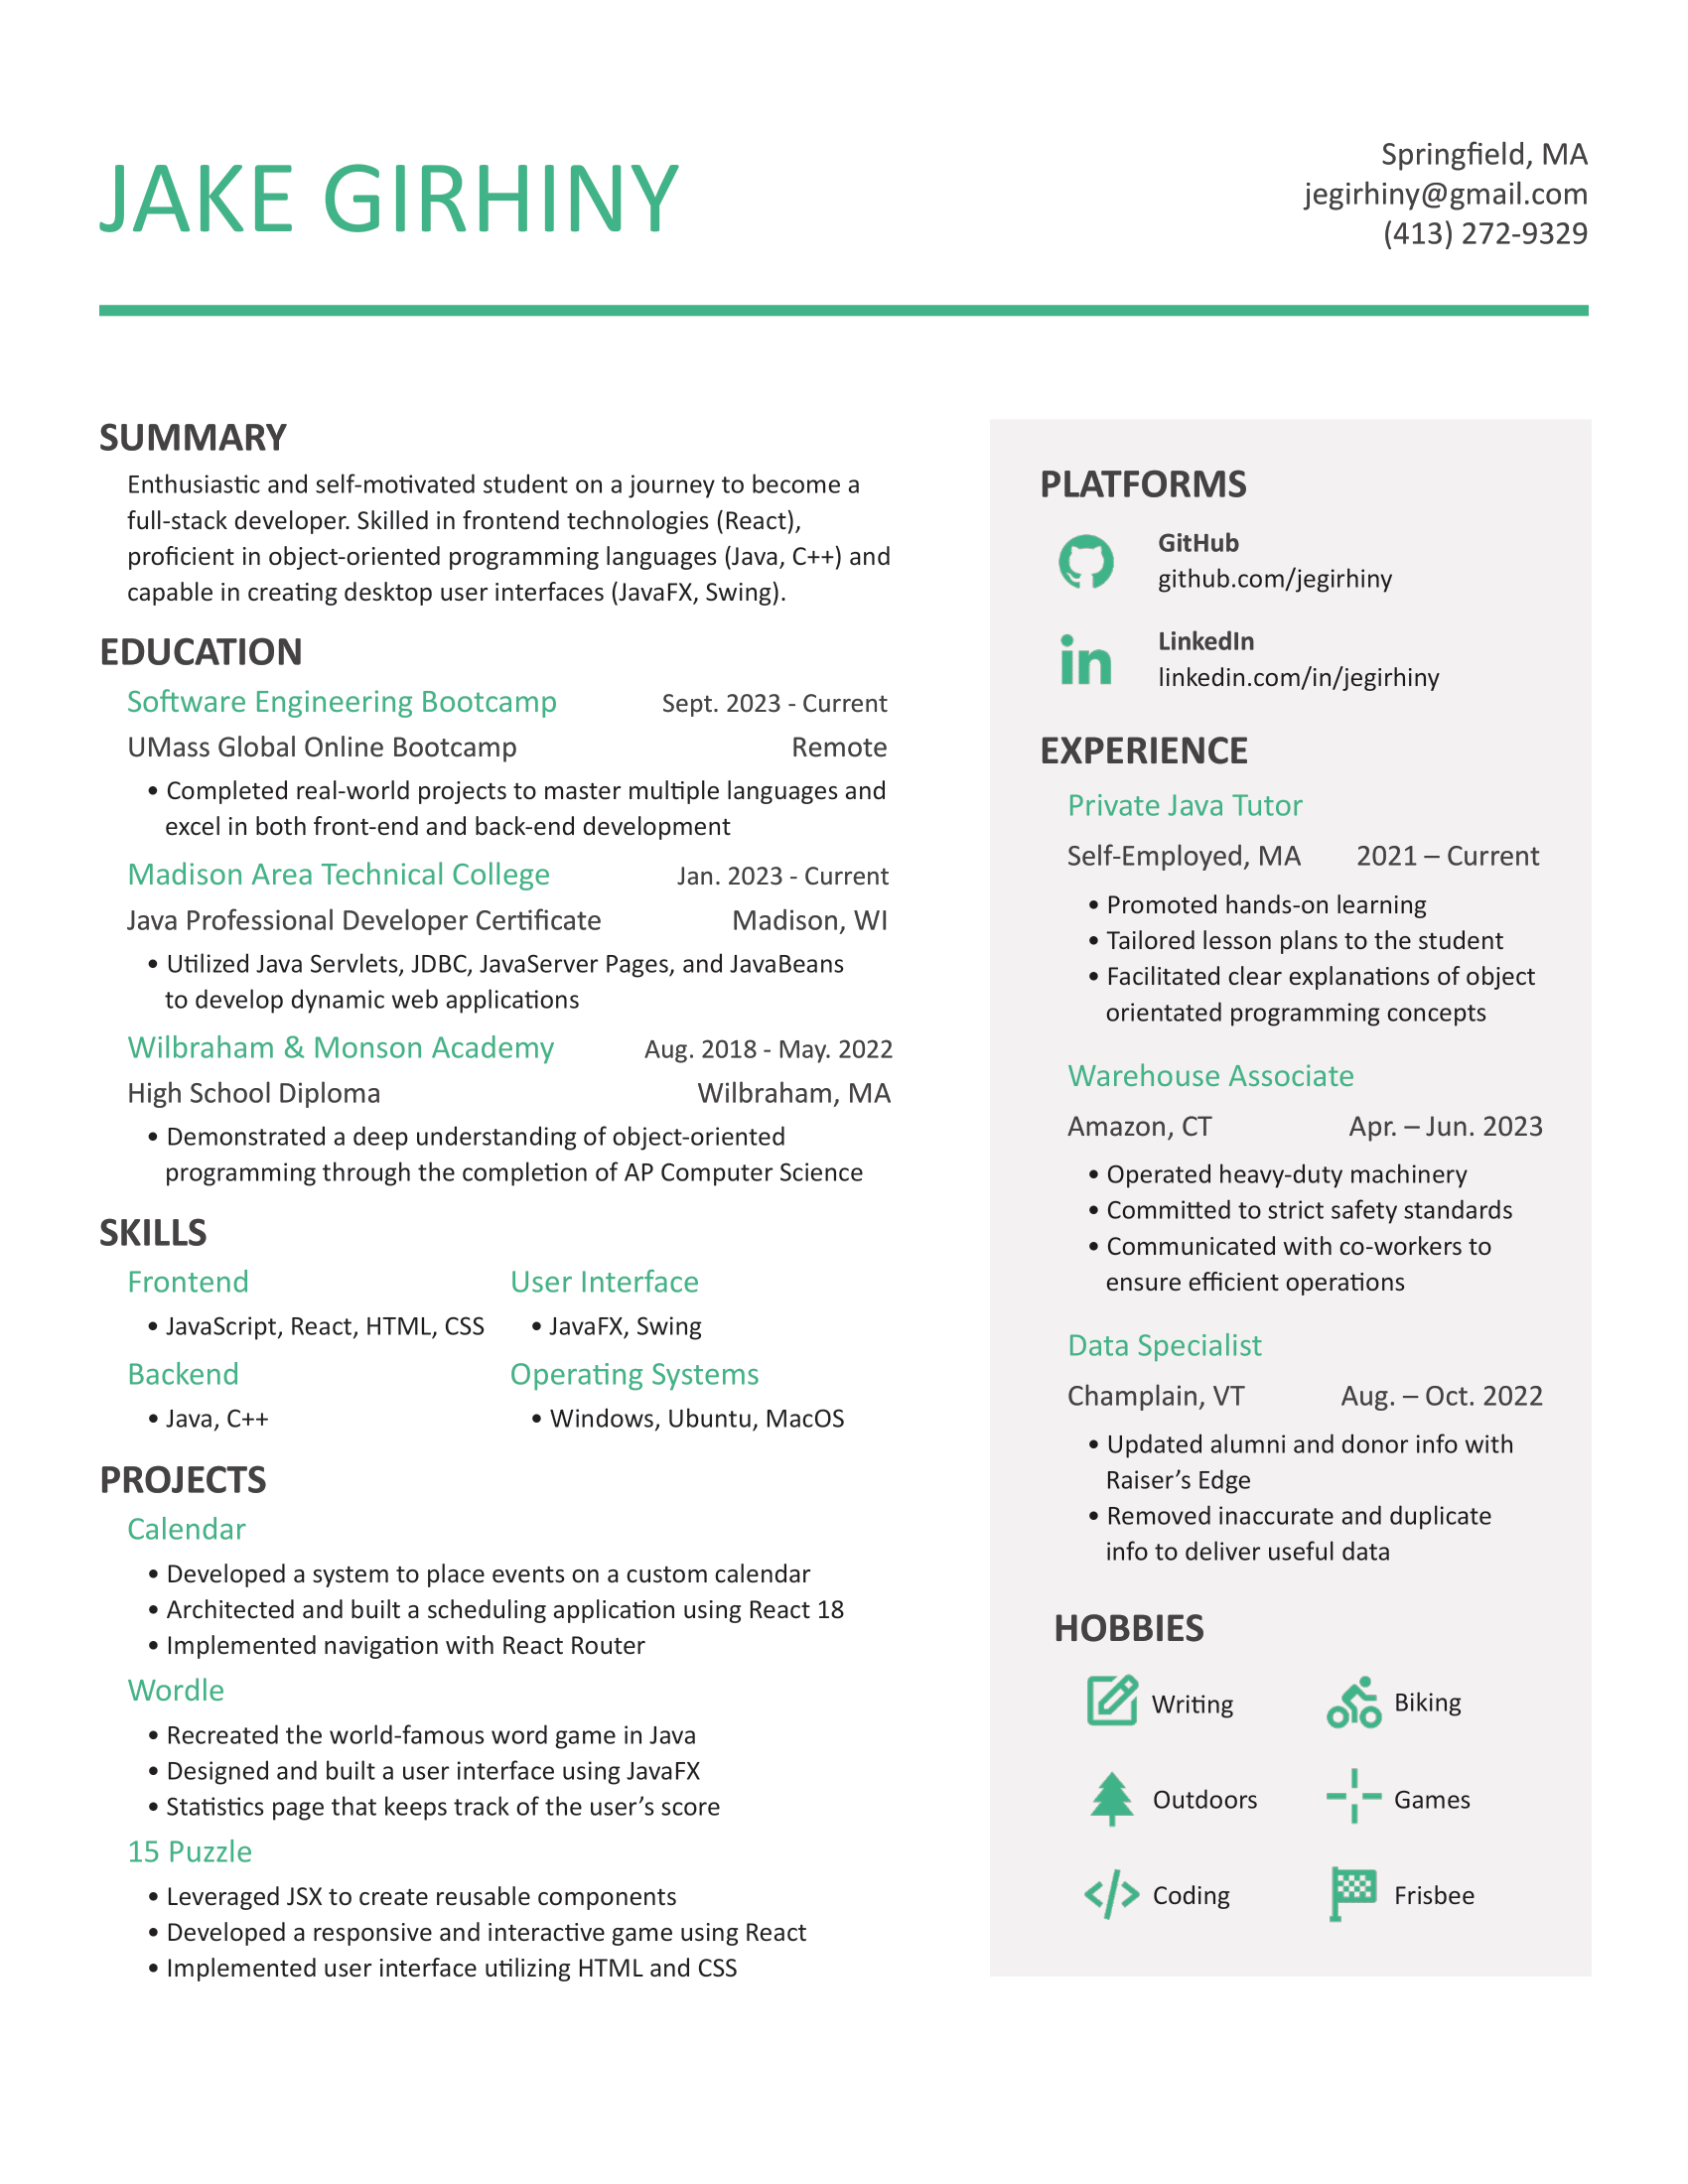 JAKE GIRHINY
Springfield, MA
jegirhiny@gmail.com
(413) 272-9329
SUMMARY
Enthusiastic and self-motivated student on a journey to become a
full-stack developer. Skilled in frontend technologies (React),
proficient in object-oriented programming languages (Java, C++) and
capable in creating desktop user interfaces (JavaFX, Swing).
EDUCATION
Software Engineering Bootcamp Sept. 2023 - Current
UMass Global Online Bootcamp Remote
• Completed real-world projects to master multiple languages and
excel in both front-end and back-end development
Madison Area Technical College Jan. 2023 - Current
Java Professional Developer Certificate Madison, WI
• Utilized Java Servlets, JDBC, JavaServer Pages, and JavaBeans
to develop dynamic web applications
Wilbraham & Monson Academy Aug. 2018 - May. 2022
High School Diploma Wilbraham, MA
• Demonstrated a deep understanding of object-oriented
programming through the completion of AP Computer Science
SKILLS
Frontend
• JavaScript, React, HTML, CSS
User Interface
• JavaFX, Swing
Backend
• Java, C++
Operating Systems
• Windows, Ubuntu, MacOS
PROJECTS
Calendar
• Developed a system to place events on a custom calendar
• Architected and built a scheduling application using React 18
• Implemented navigation with React Router
Wordle
• Recreated the world-famous word game in Java
• Designed and built a user interface using JavaFX
• Statistics page that keeps track of the user’s score
15 Puzzle
• Leveraged JSX to create reusable components
• Developed a responsive and interactive game using React
• Implemented user interface utilizing HTML and CSS
PLATFORMS
GitHub
github.com/jegirhiny
LinkedIn
linkedin.com/in/jegirhiny
EXPERIENCE
Private Java Tutor
Self-Employed, MA 2021 – Current
• Promoted hands-on learning
• Tailored lesson plans to the student
• Facilitated clear explanations of object
orientated programming concepts
Warehouse Associate
Amazon, CT Apr. – Jun. 2023
• Operated heavy-duty machinery
• Committed to strict safety standards
• Communicated with co-workers to
ensure efficient operations
Data Specialist
Champlain, VT Aug. – Oct. 2022
• Updated alumni and donor info with
Raiser’s Edge
• Removed inaccurate and duplicate
info to deliver useful data
HOBBIES
Writing
Biking
Outdoors
Games
Coding
Frisbee